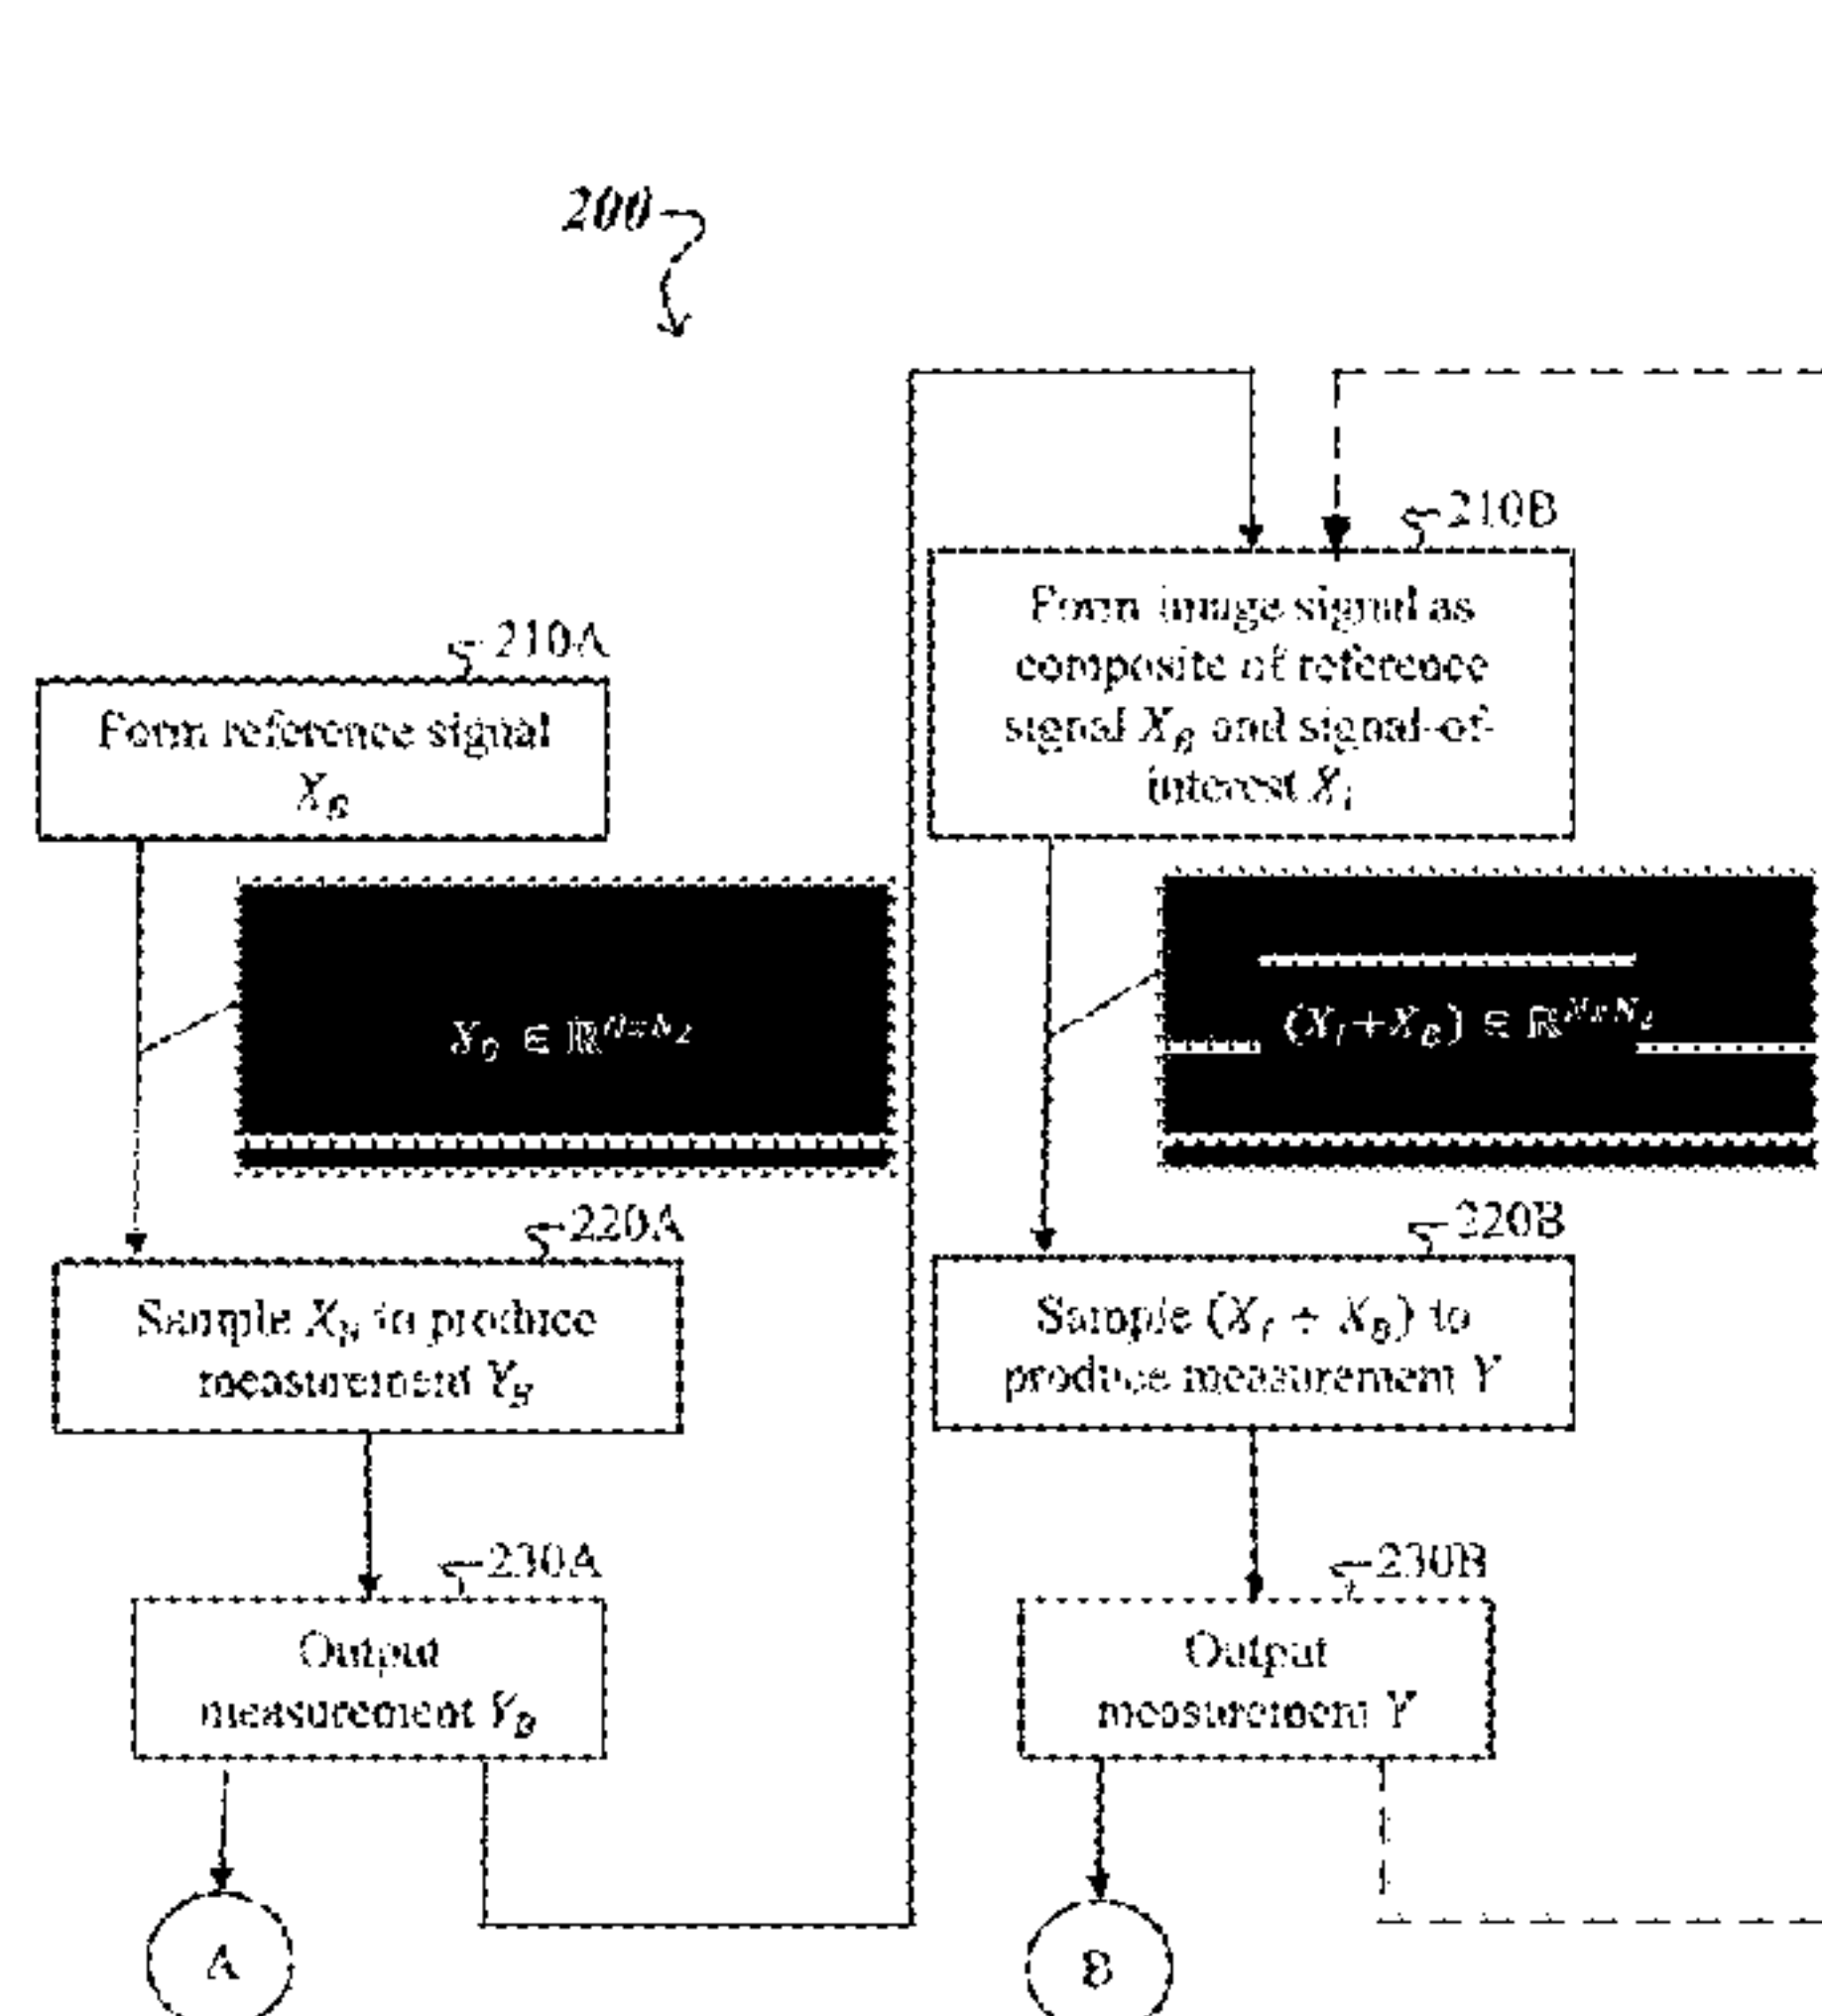 200
210A
Form reference signal
X_B
X_B ∈ ℝ^{N×N_2}
220A
Sample X_B to produce
measurement Y_B
230A
Output
measurement Y_B
A
210B
Form image signal as
composite of reference
signal X_B and signal-of-
interest X_I
(X_I+X_B) ∈ ℝ^{N×N_2}
220B
Sample (X_I + X_B) to
produce measurement Y
230B
Output
measurement Y
B